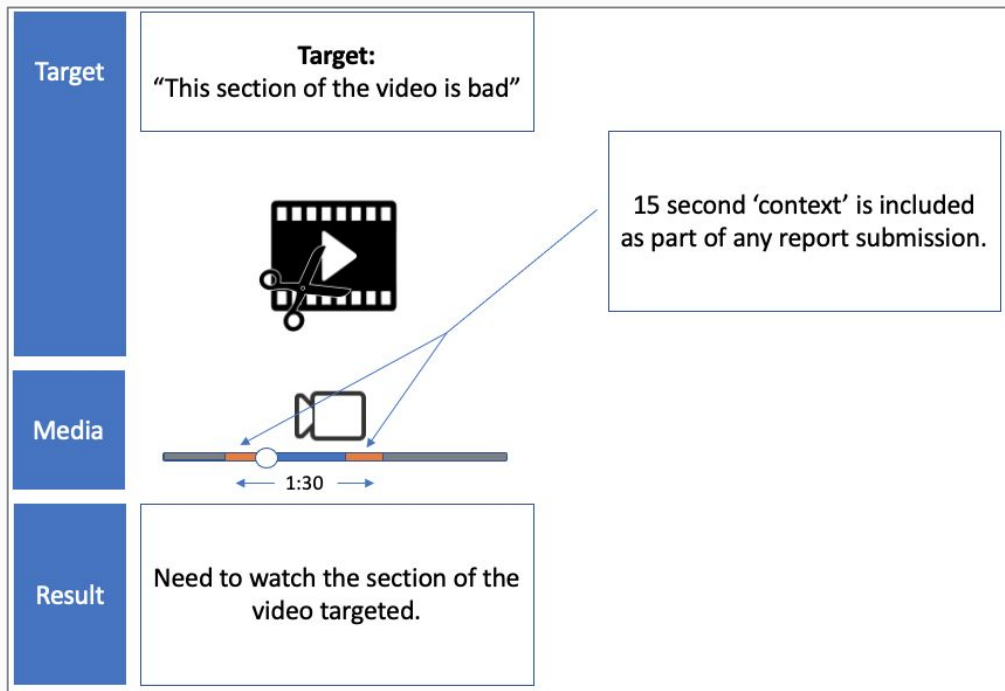 Target
Target:
“This section of the video is bad”
15 second ‘context’ is included
as part of any report submission.
Media
1:30
Result
Need to watch the section of the
video targeted.